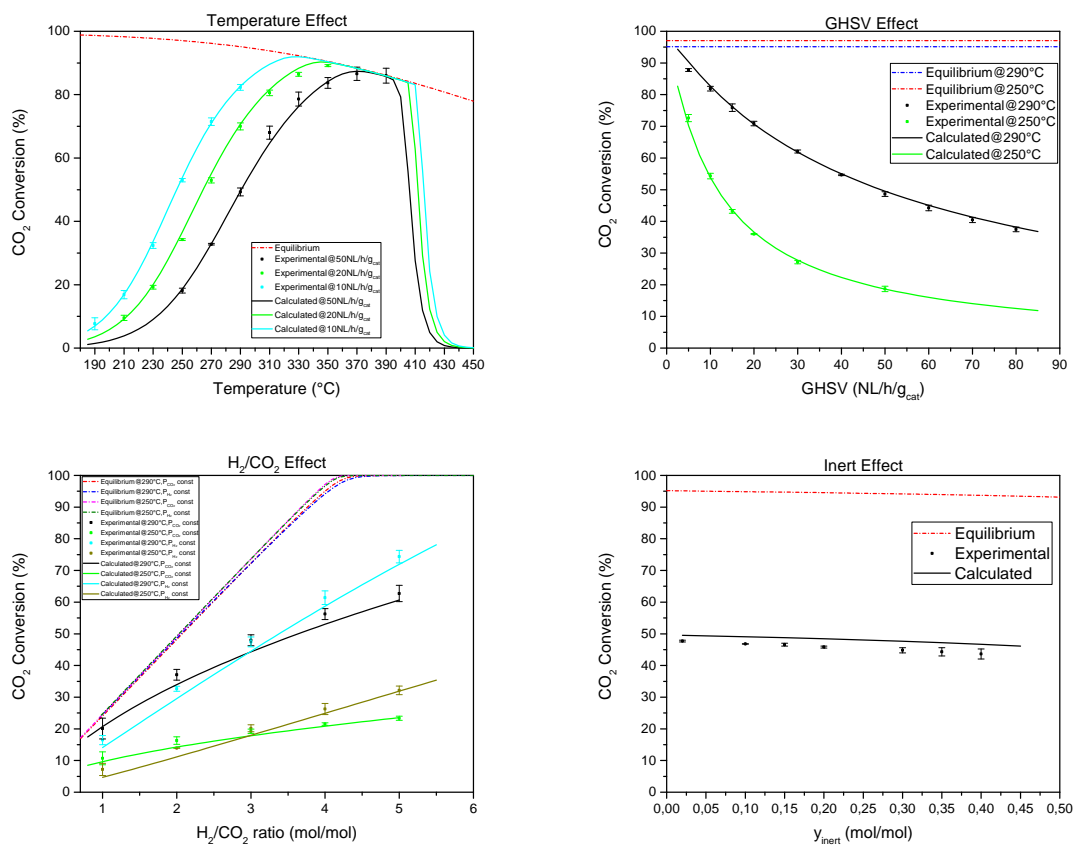 Temperature Effect
CO2 Conversion (%)
100
80
60
40
20
0
Equilibrium
Experimental@50NL/h/gcat
Experimental@20NL/h/gcat
Experimental@10NL/h/gcat
Calculated@50NL/h/gcat
Calculated@20NL/h/gcat
Calculated@10NL/h/gcat
190 210 230 250 270 290 310 330 350 370 390 410 430 450
Temperature (°C)
GHSV Effect
CO2 Conversion (%)
100
90
80
70
60
50
40
30
20
10
0
Equilibrium@290°C
Equilibrium@250°C
Experimental@290°C
Experimental@250°C
Calculated@290°C
Calculated@250°C
0 10 20 30 40 50 60 70 80 90
GHSV (NL/h/gcat)
H2/CO2 Effect
CO2 Conversion (%)
100
90
80
70
60
50
40
30
20
10
0
Equilibrium@290°C,PCO2 const
Equilibrium@290°C,PH2 const
Equilibrium@250°C,PCO2 const
Equilibrium@250°C,PH2 const
Experimental@290°C,PCO2 const
Experimental@250°C,PCO2 const
Experimental@290°C,PH2 const
Experimental@250°C,PH2 const
Calculated@290°C,PCO2 const
Calculated@250°C,PCO2 const
Calculated@290°C,PH2 const
Calculated@250°C,PH2 const
1 2 3 4 5 6
H2/CO2 ratio (mol/mol)
Inert Effect
CO2 Conversion (%)
100
90
80
70
60
50
40
30
20
10
0
Equilibrium
Experimental
Calculated
0,00 0,05 0,10 0,15 0,20 0,30 0,35 0,40 0,45 0,50
yinert (mol/mol)